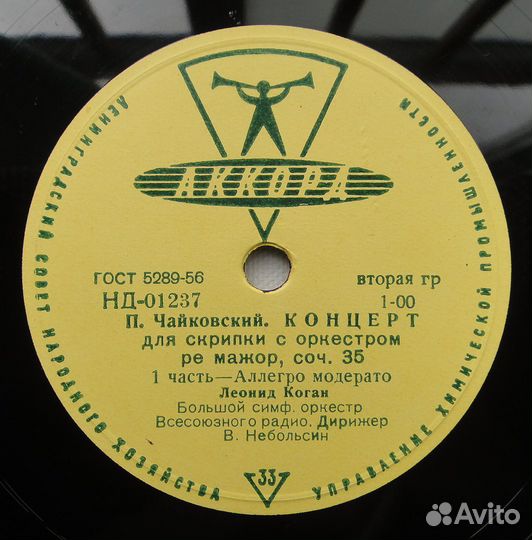 ЛЕНИНГРАДСКИЙ СОВЕТ НАРОДНОГО ХОЗЯЙСТВА
УПРАВЛЕНИЕ ХИМИЧЕСКОЙ ПРОМЫШЛЕННОСТИ
АККОРД
ГОСТ 5289-56 вторая гр
НД-01237 1-00
П. Чайковский. КОНЦЕРТ
для скрипки с оркестром
ре мажор, соч. 35
1 часть—Аллегро модерато
Леонид Коган
Большой симф. оркестр
Всесоюзного радио. Дирижер
В. Небольсин
33
Avito